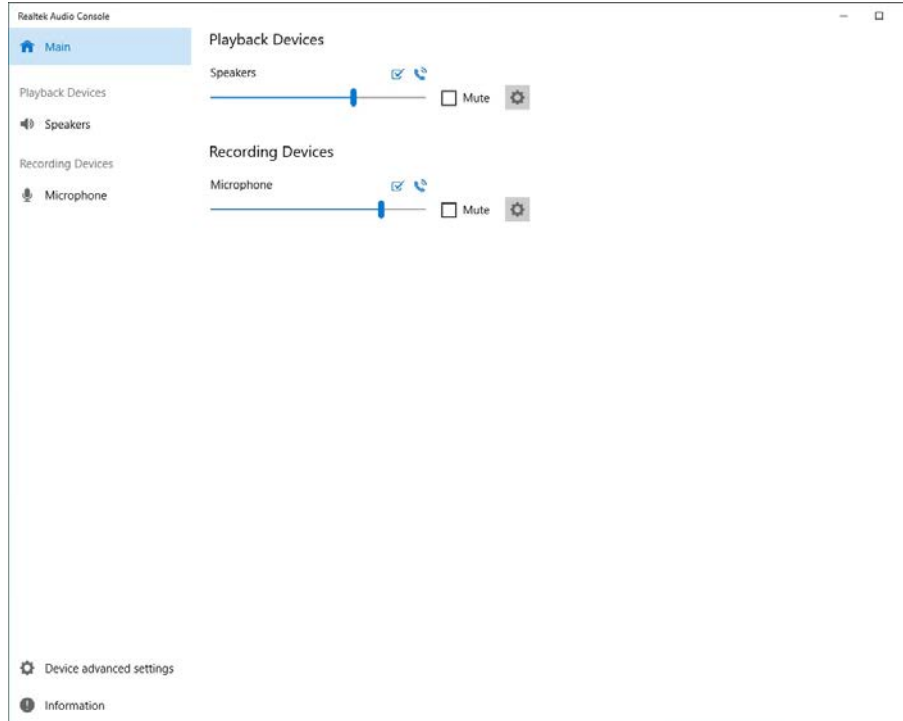 Realtek Audio Console
Main
Playback Devices
Speakers
Recording Devices
Microphone
Device advanced settings
Information
Playback Devices
Speakers
Mute
Recording Devices
Microphone
Mute